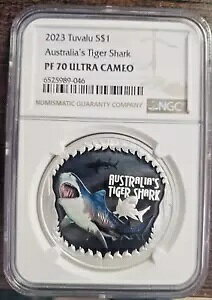 2023 Tuvalu S$1
Australia's Tiger Shark
PF 70 ULTRA CAMEO
6525989-046
NUMISMATIC GUARANTY COMPANY
NGC
AUSTRALIA'S
TIGER SHARK